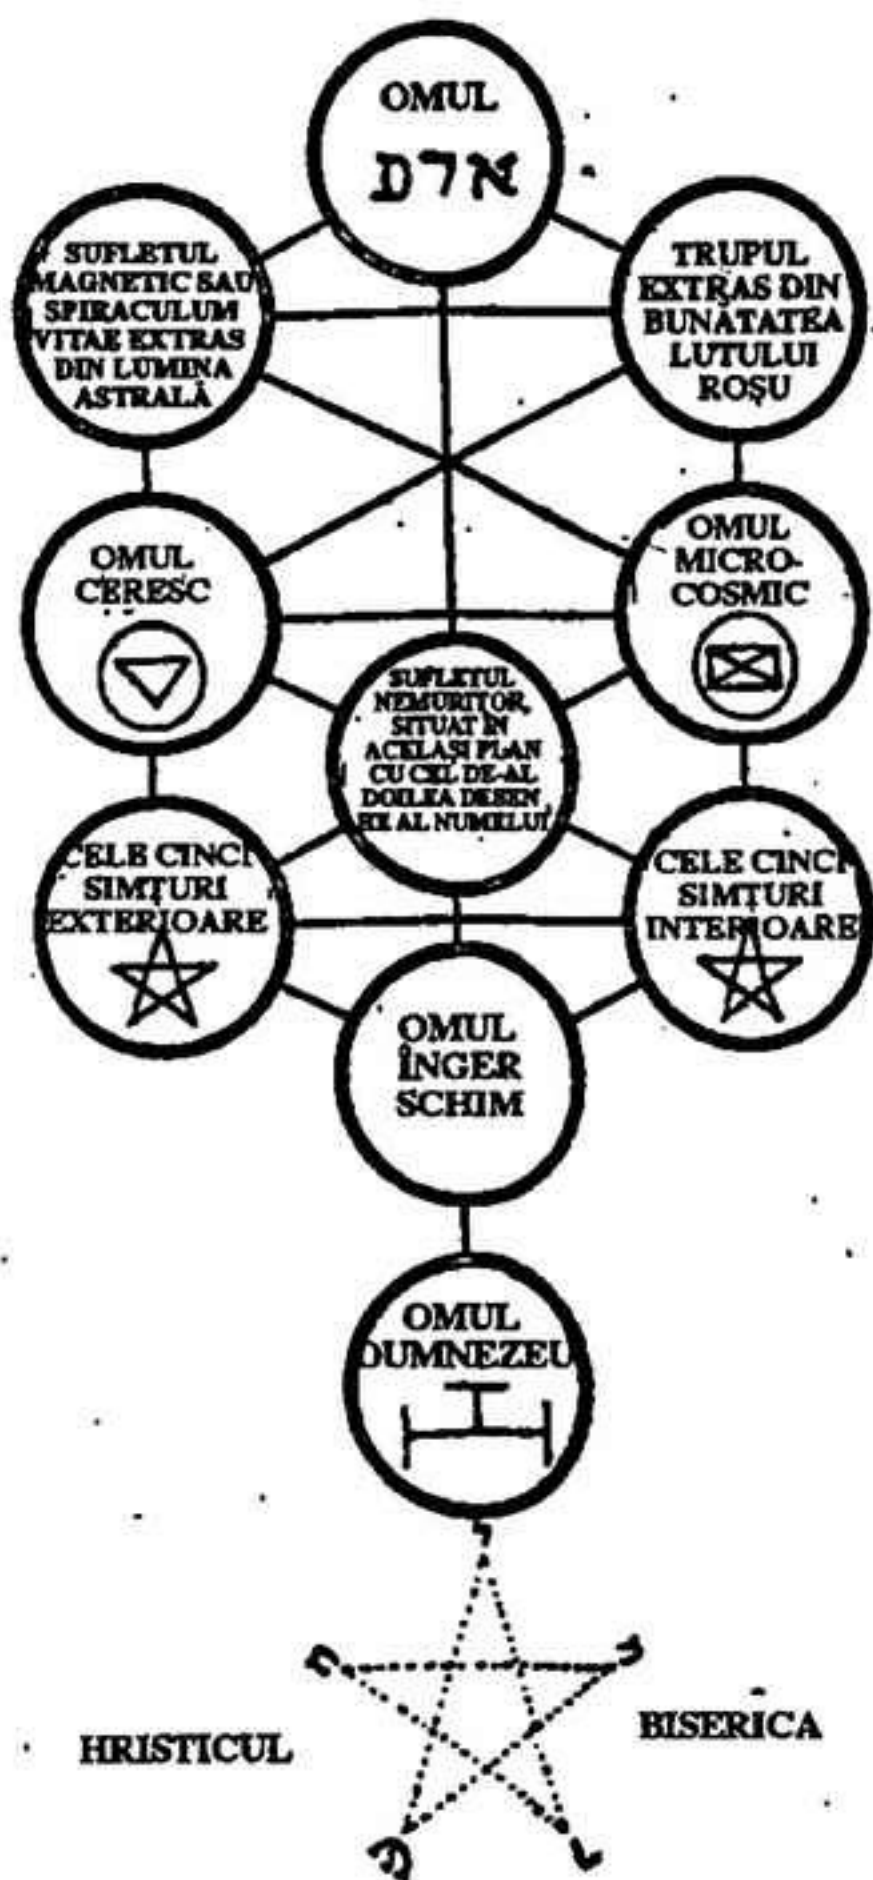 OMUL
אדם
SUFLETUL
MAGNETIC SAU
SPIRACULUM
VITAE EXTRAS
DIN LUMINA
ASTRALĂ
TRUPUL
EXTRAS DIN
BUNĂTATEA
LUTULUI
ROŞU
OMUL
CERESC
OMUL
MICRO-
COSMIC
SUFLETUL
NEMURITOR,
SITUAT ÎN
ACELAŞI PLAN
CU CEL DE-AL
DOILEA DESEN
HE AL NUMELUI
CELE CINCI
SIMŢURI
EXTERIOARE
CELE CINCI
SIMŢURI
INTERIOARE
OMUL
ÎNGER
SCHIM
OMUL
DUMNEZEU
י
ה
ה
ש
ו
HRISTICUL
BISERICA